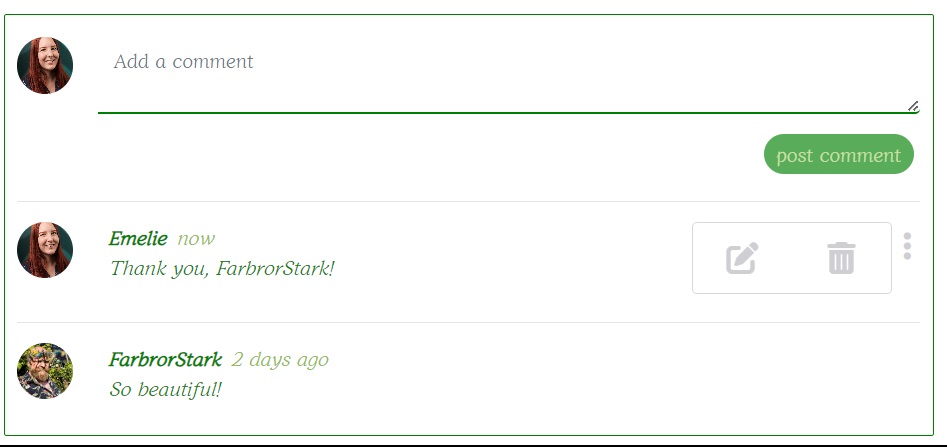 Add a comment
post comment
Emelie now
Thank you, FarbrorStark!
FarbrorStark 2 days ago
So beautiful!